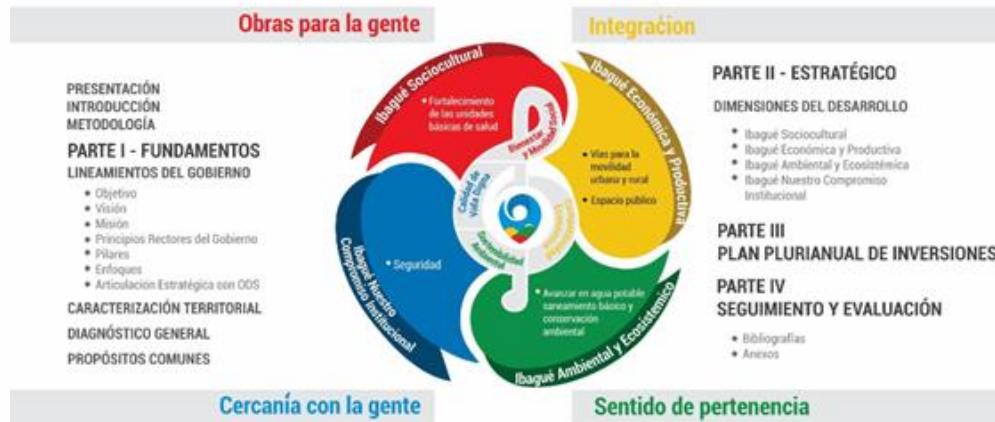 Obras para la gente
Integración
PRESENTACIÓN
INTRODUCCIÓN
METODOLOGÍA
PARTE I - FUNDAMENTOS
LINEAMIENTOS DEL GOBIERNO
• Objetivo
• Visión
• Misión
• Principios Rectores del Gobierno
• Pilares
• Enfoques
• Articulación Estratégica con ODS
CARACTERIZACIÓN TERRITORIAL
DIAGNÓSTICO GENERAL
PROPÓSITOS COMUNES
Ibagué Sociocultural
• Fortalecimiento
de las unidades
básicas de salud
Bienestar
y Movilidad Social
Ibagué Económica y Productiva
• Vías para la
movilidad
urbana y rural
• Espacio público
Calidad de
Vida Digna
Sostenibilidad
Ambiental
Ibagué Nuestro
Compromiso Institucional
• Seguridad
• Avanzar en agua potable
saneamiento básico y
conservación
ambiental
Ibagué Ambiental y Ecosistémico
PARTE II - ESTRATÉGICO
DIMENSIONES DEL DESARROLLO
• Ibagué Sociocultural
• Ibagué Económica y Productiva
• Ibagué Ambiental y Ecosistémica
• Ibagué Nuestro Compromiso
Institucional
PARTE III
PLAN PLURIANUAL DE INVERSIONES
PARTE IV
SEGUIMIENTO Y EVALUACIÓN
• Bibliografías
• Anexos
Cercanía con la gente
Sentido de pertenencia